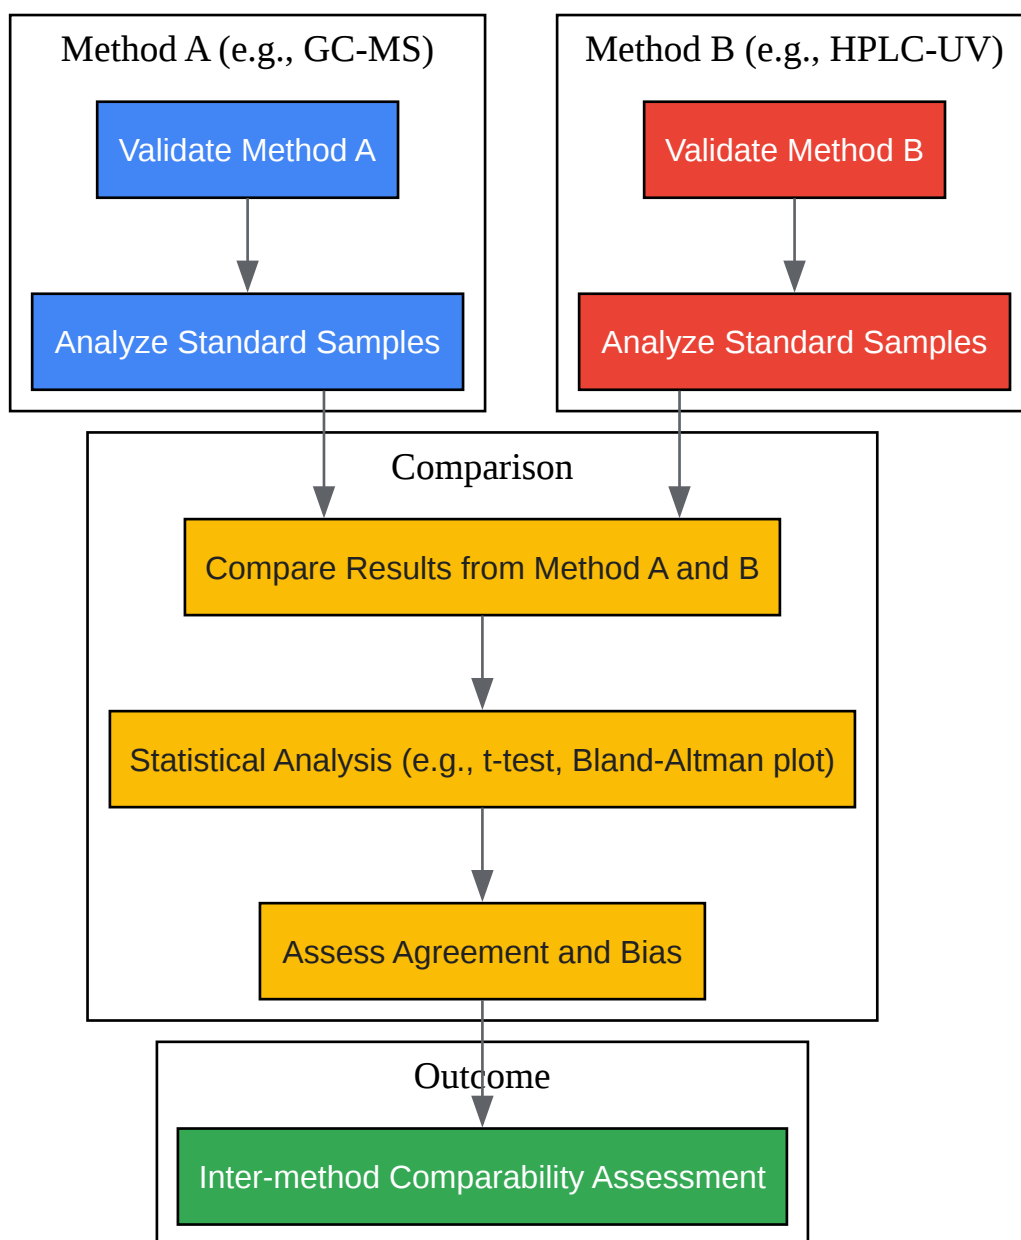 Method A (e.g., GC-MS)
Validate Method A
Analyze Standard Samples
Method B (e.g., HPLC-UV)
Validate Method B
Analyze Standard Samples
Comparison
Compare Results from Method A and B
Statistical Analysis (e.g., t-test, Bland-Altman plot)
Assess Agreement and Bias
Outcome
Inter-method Comparability Assessment